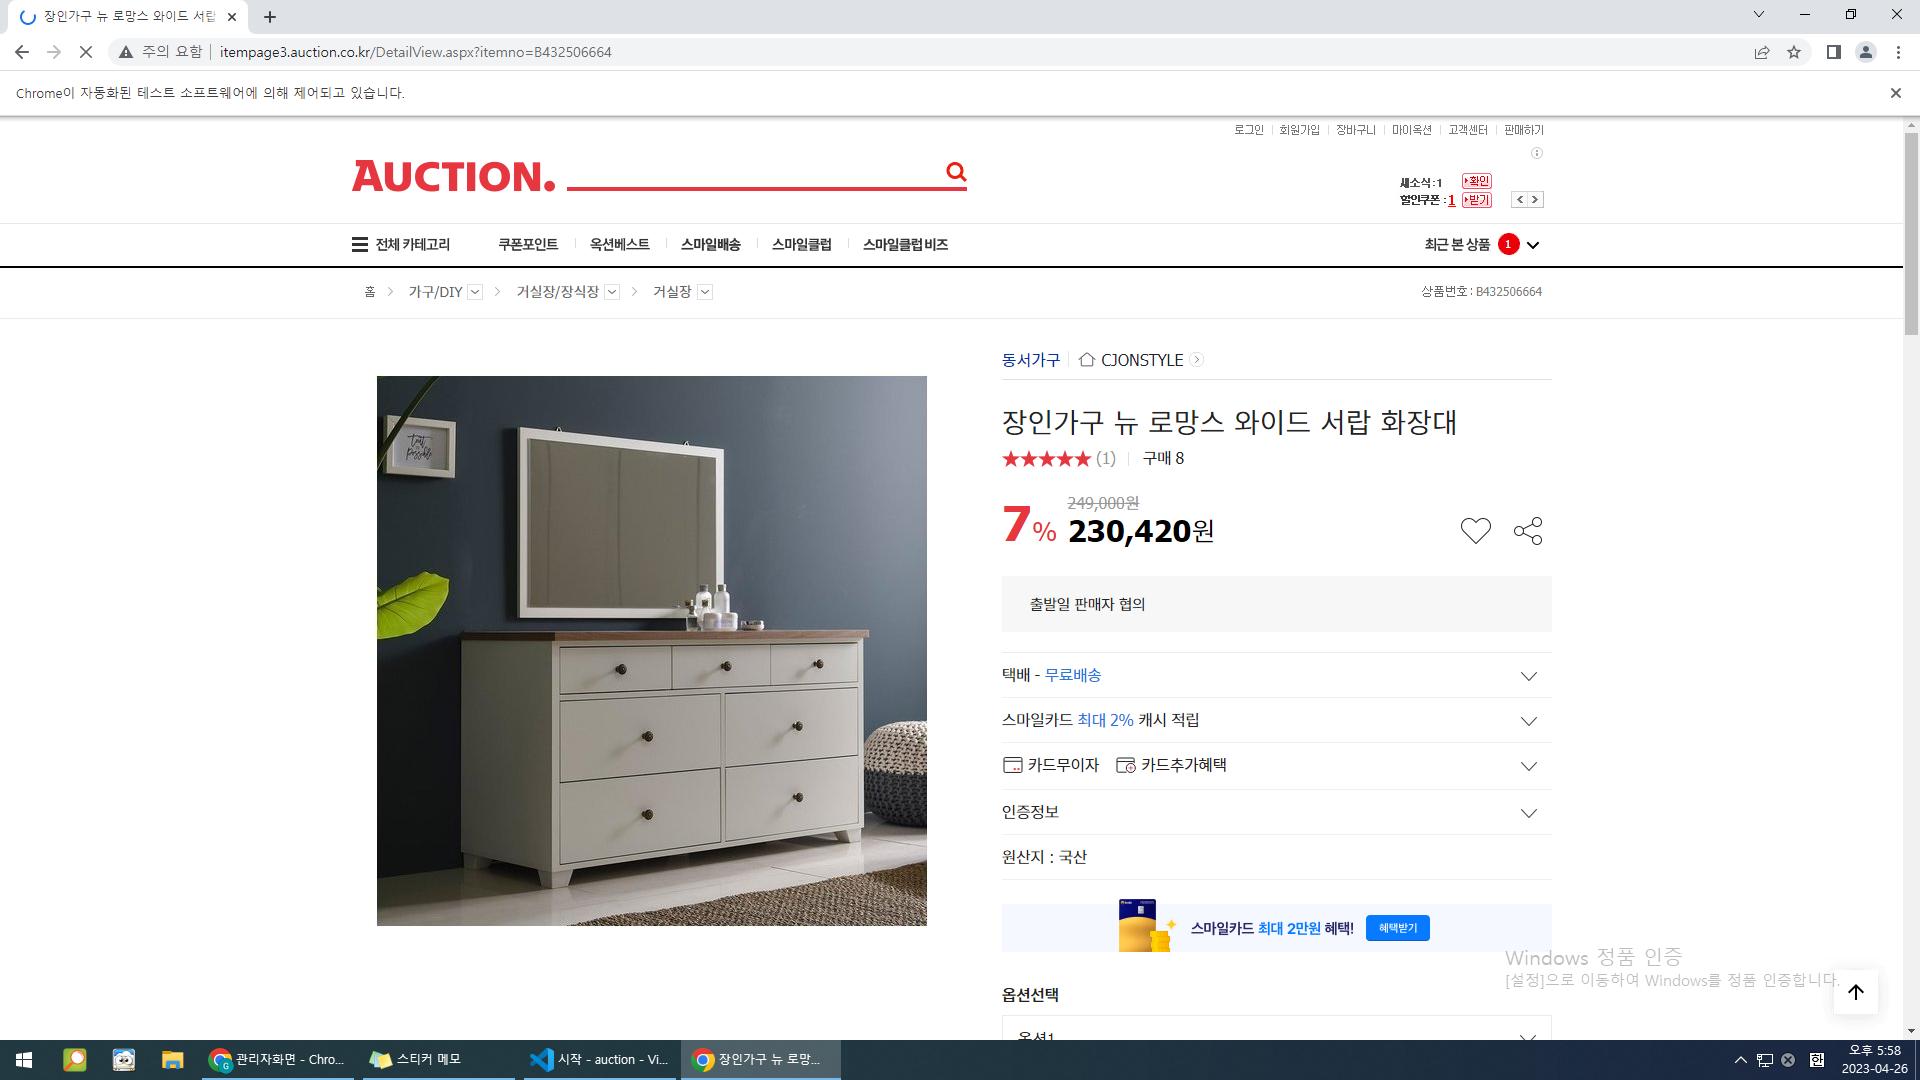 장인가구 뉴 로망스 와이드 서랍
주의 요함 itempage3.auction.co.kr/DetailView.aspx?itemno=B432506664
Chrome이 자동화된 테스트 소프트웨어에 의해 제어되고 있습니다.
로그인 회원가입 장바구니 마이옥션 고객센터 판매하기
AUCTION.
새소식:1 확인
할인쿠폰:1 받기
전체 카테고리 쿠폰포인트 옥션베스트 스마일배송 스마일클럽 스마일클럽 비즈 최근 본 상품 1
홈 > 가구/DIY > 거실장/장식장 > 거실장 상품번호 : B432506664
동서가구 CJONSTYLE
장인가구 뉴 로망스 와이드 서랍 화장대
★★★★★ (1) 구매 8
249,000원
7% 230,420원
출발일 판매자 협의
택배 - 무료배송
스마일카드 최대 2% 캐시 적립
카드무이자 카드추가혜택
인증정보
원산지 : 국산
스마일카드 최대 2만원 혜택! 혜택받기
Windows 정품 인증
[설정]으로 이동하여 Windows를 정품 인증합니다.
옵션선택
옵션1
관리자화면 - Chro... 스티커 메모 시작 - auction - Vi... 장인가구 뉴 로망... 한 오후 5:58
2023-04-26